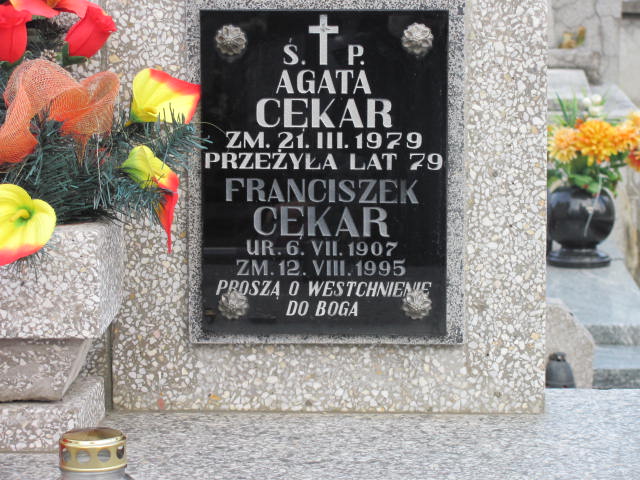 Ś. P.
AGATA
CEKAR
ZM. 21. III. 1979
PRZEŻYŁA LAT 79
FRANCISZEK
CEKAR
UR. 6. VII. 1907
ZM. 12. VIII. 1995
PROSZĄ O WESTCHNIENIE
DO BOGA